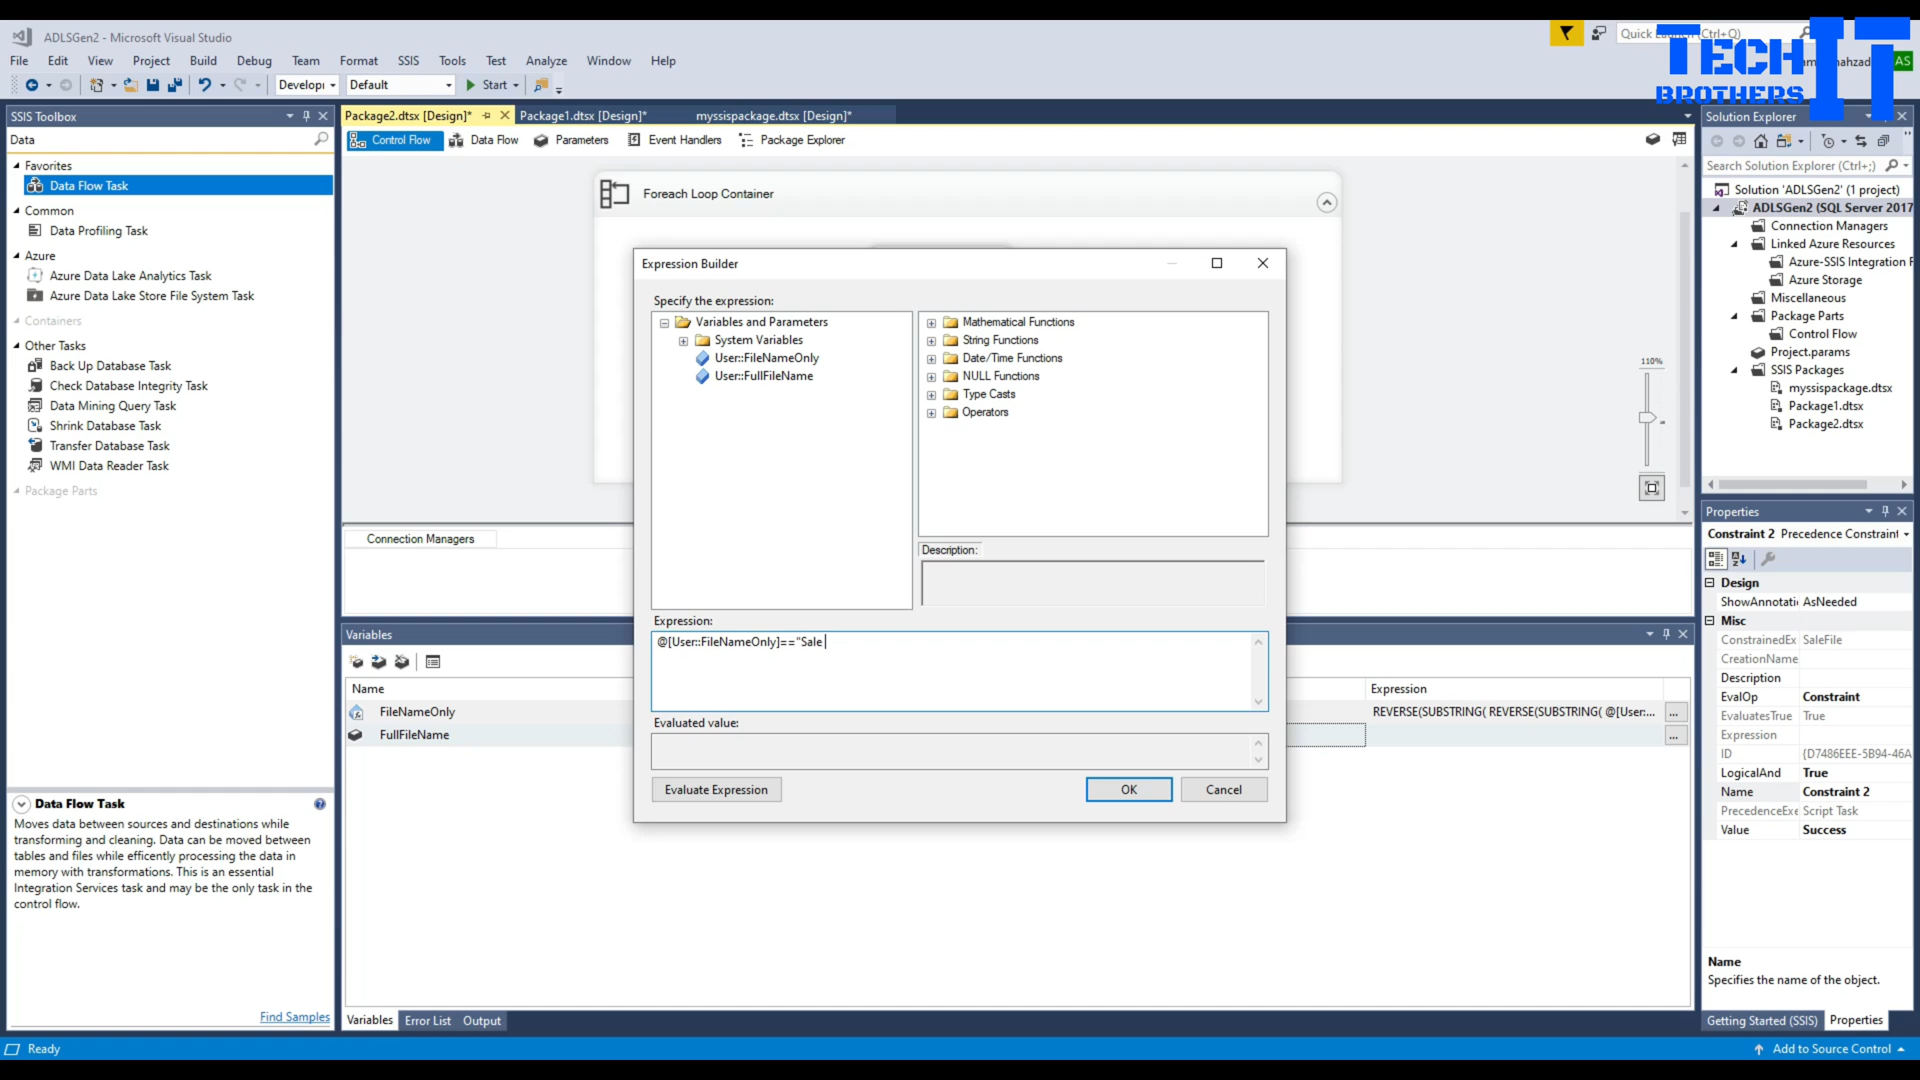 ADLSGen2 - Microsoft Visual Studio
TECH IT
BROTHERS
File Edit View Project Build Debug Team Format SSIS Tools Test Analyze Window Help
AS
Develop Default Start
SSIS Toolbox
Package2.dtsx [Design]* Package1.dtsx [Design]* myssispackage.dtsx [Design]*
Solution Explorer
Data
Control Flow Data Flow Parameters Event Handlers Package Explorer
Search Solution Explorer (Ctrl+;)
Favorites
Data Flow Task
Common
Data Profiling Task
Azure
Azure Data Lake Analytics Task
Azure Data Lake Store File System Task
Containers
Other Tasks
Back Up Database Task
Check Database Integrity Task
Data Mining Query Task
Shrink Database Task
Transfer Database Task
WMI Data Reader Task
Package Parts
Foreach Loop Container
Expression Builder
Specify the expression:
Variables and Parameters
System Variables
User::FileNameOnly
User::FullFileName
Mathematical Functions
String Functions
Date/Time Functions
NULL Functions
Type Casts
Operators
Description:
Expression:
@[User::FileNameOnly]=="Sale
Evaluated value:
Evaluate Expression OK Cancel
110%
Solution 'ADLSGen2' (1 project)
ADLSGen2 (SQL Server 2017
Connection Managers
Linked Azure Resources
Azure-SSIS Integration
Azure Storage
Miscellaneous
Package Parts
Control Flow
Project.params
SSIS Packages
myssispackage.dtsx
Package1.dtsx
Package2.dtsx
Connection Managers
Variables
Name Expression
FileNameOnly REVERSE(SUBSTRING( REVERSE(SUBSTRING( @[User:... ...
FullFileName ...
Properties
Constraint 2 Precedence Constraint
Design
ShowAnnotati AsNeeded
Misc
ConstrainedEx SaleFile
CreationName
Description
EvalOp Constraint
EvaluatesTrue True
Expression
ID {D7486EEE-5B94-46A
LogicalAnd True
Name Constraint 2
PrecedenceExe Script Task
Value Success
Name
Specifies the name of the object.
Data Flow Task
Moves data between sources and destinations while
transforming and cleaning. Data can be moved between
tables and files while efficently processing the data in
memory with transformations. This is an essential
Integration Services task and may be the only task in the
control flow.
Find Samples
Variables Error List Output
Getting Started (SSIS) Properties
Ready
Add to Source Control